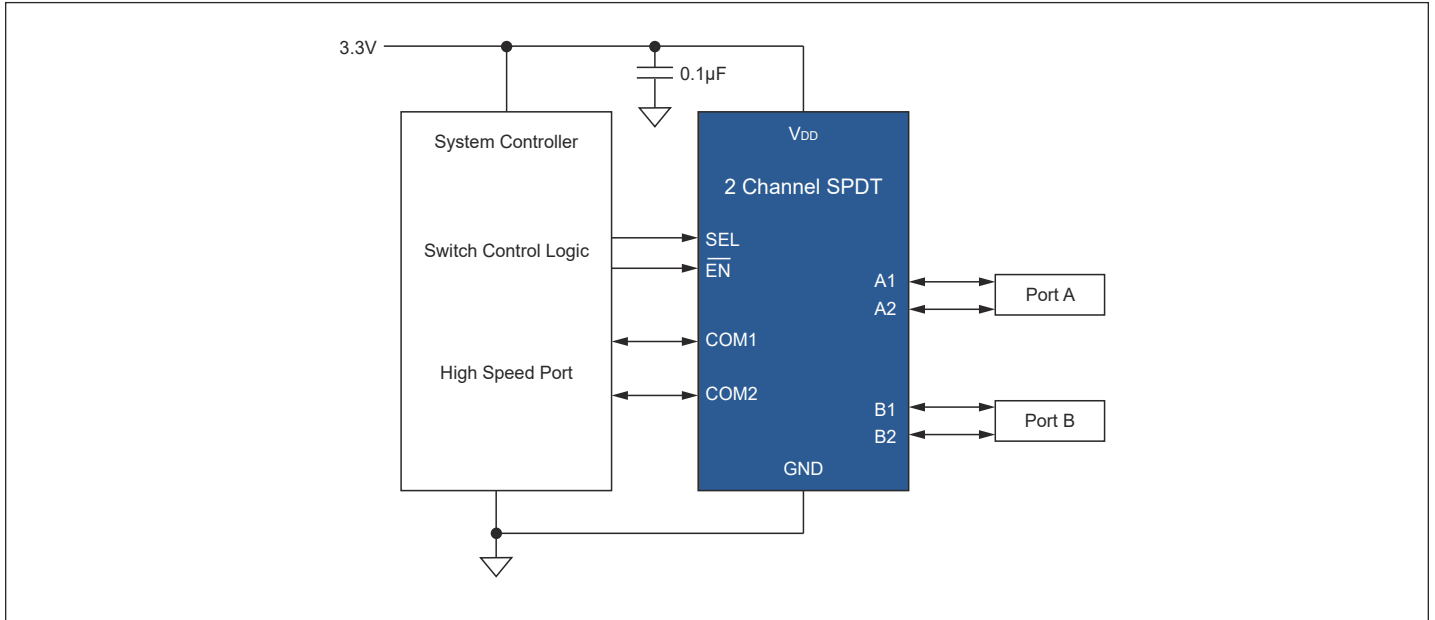 3.3V
0.1µF
System Controller
Switch Control Logic
High Speed Port
VDD
2 Channel SPDT
SEL
E̅N̅
COM1
COM2
A1
A2
B1
B2
GND
Port A
Port B